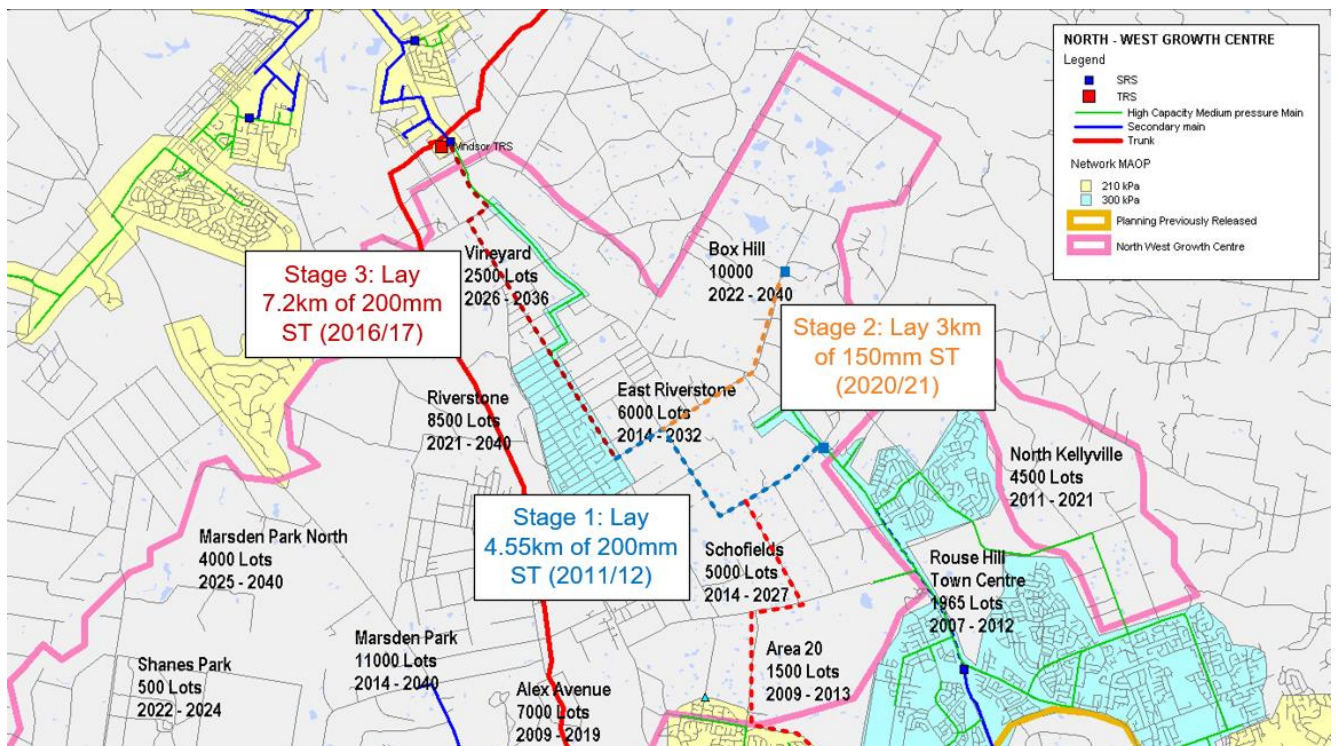 NORTH - WEST GROWTH CENTRE
Legend
SRS
TRS
High Capacity Medium pressure Main
Secondary main
Trunk
Network MAOP
210 kPa
300 kPa
Planning Previously Released
North West Growth Centre
Windsor TRS
Stage 3: Lay
7.2km of 200mm
ST (2016/17)
Vineyard
2500 Lots
2026 - 2036
Box Hill
10000
2022 - 2040
Stage 2: Lay 3km
of 150mm ST
(2020/21)
Riverstone
8500 Lots
2021 - 2040
East Riverstone
6000 Lots
2014 - 2032
North Kellyville
4500 Lots
2011 - 2021
Stage 1: Lay
4.55km of 200mm
ST (2011/12)
Marsden Park North
4000 Lots
2025 - 2040
Schofields
5000 Lots
2014 - 2027
Rouse Hill
Town Centre
1965 Lots
2007 - 2012
Shanes Park
500 Lots
2022 - 2024
Marsden Park
11000 Lots
2014 - 2040
Alex Avenue
7000 Lots
2009 - 2019
Area 20
1500 Lots
2009 - 2013